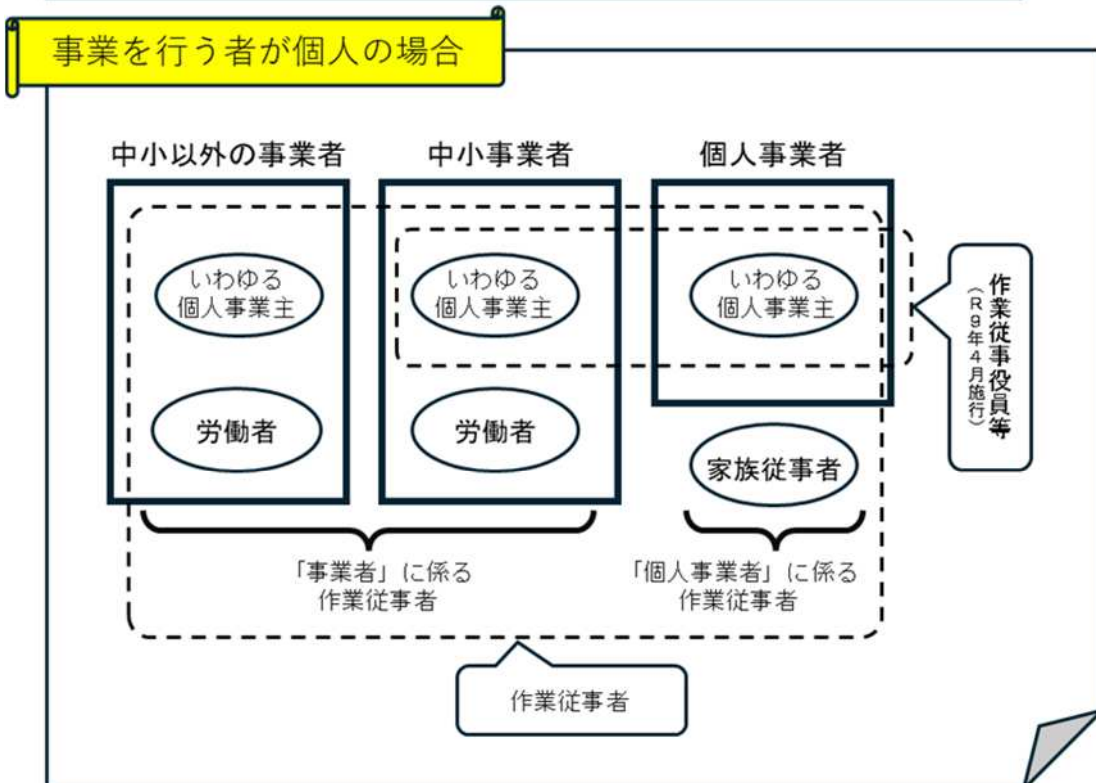 事業を行う者が個人の場合
中小以外の事業者
中小事業者
個人事業者
いわゆる
個人事業主
いわゆる
個人事業主
いわゆる
個人事業主
作業従事役員等
（R9年4月施行）
労働者
労働者
家族従事者
「事業者」に係る
作業従事者
「個人事業者」に係る
作業従事者
作業従事者